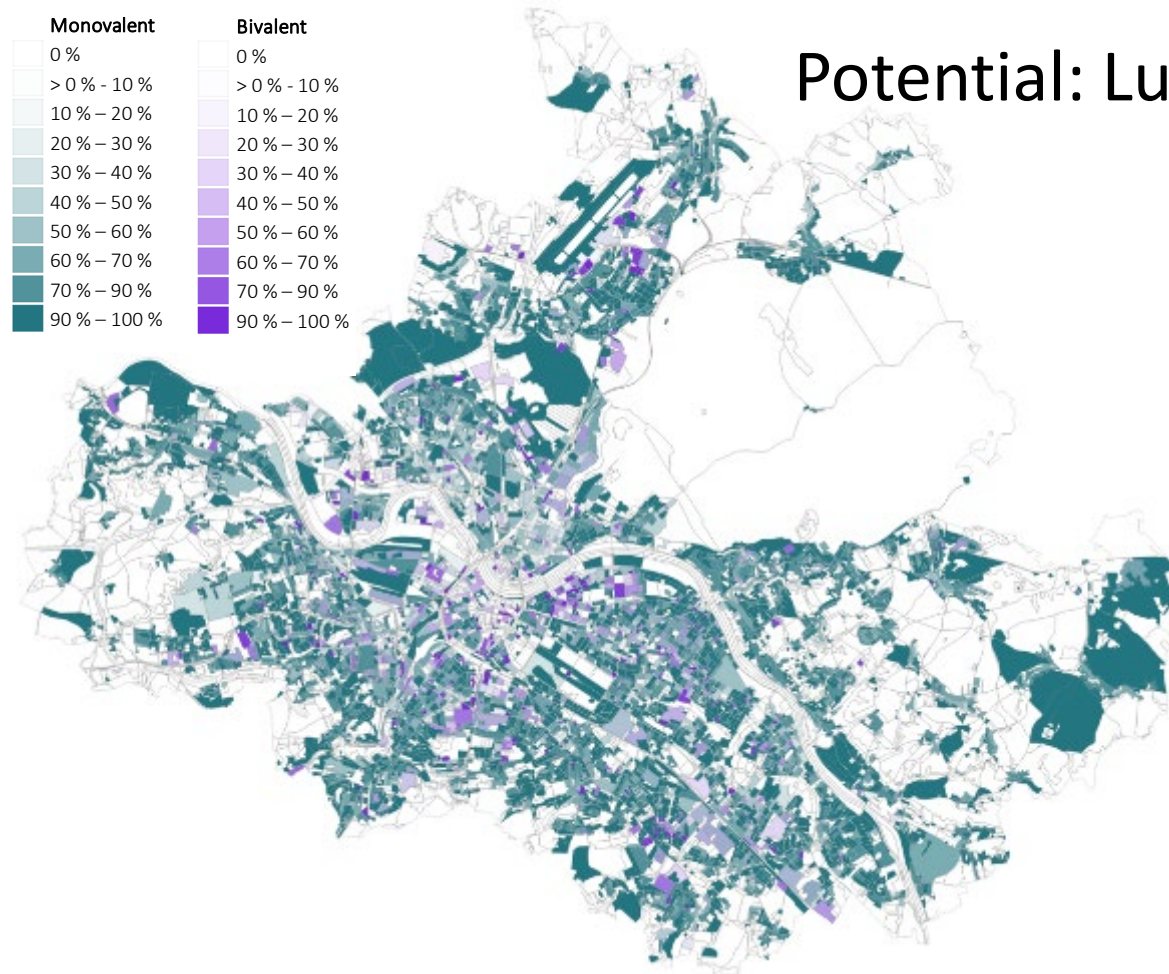 Potential: Lu
Monovalent
0 %
> 0 % - 10 %
10 % – 20 %
20 % – 30 %
30 % – 40 %
40 % – 50 %
50 % – 60 %
60 % – 70 %
70 % – 90 %
90 % – 100 %
Bivalent
0 %
> 0 % - 10 %
10 % – 20 %
20 % – 30 %
30 % – 40 %
40 % – 50 %
50 % – 60 %
60 % – 70 %
70 % – 90 %
90 % – 100 %